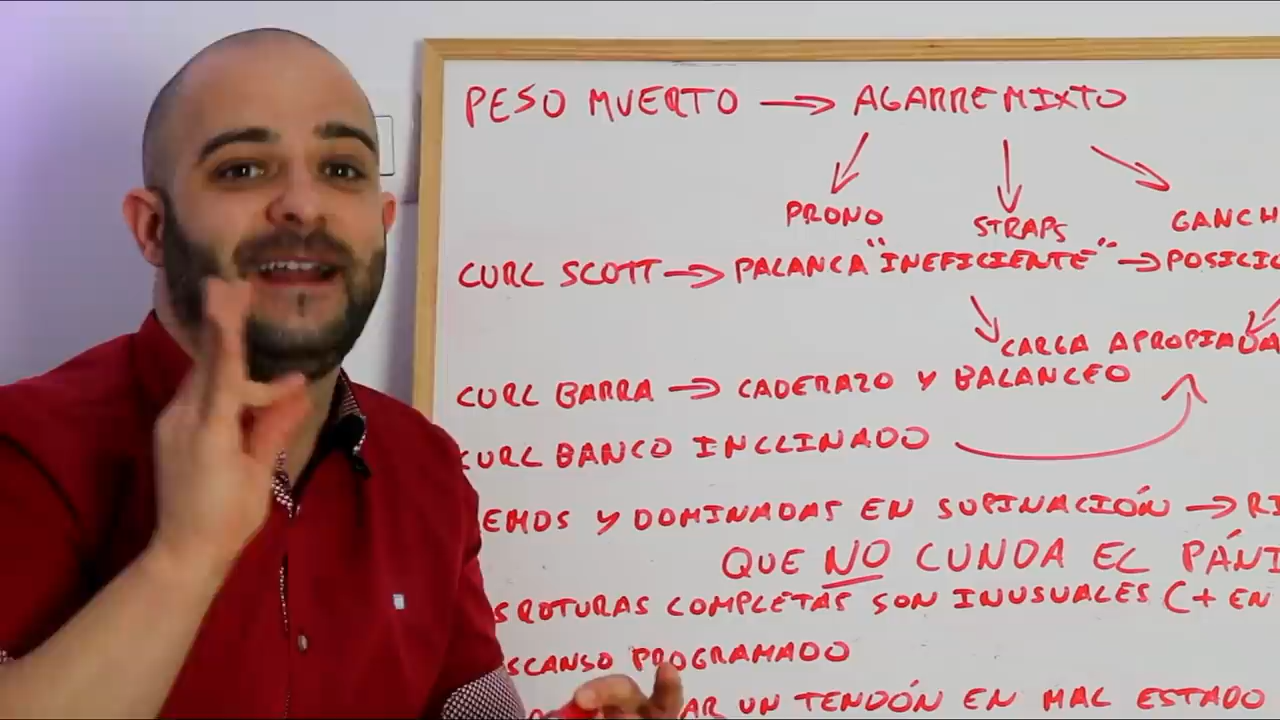 PESO MUERTO → AGARRE MIXTO
PRONO STRAPS GANCH
CURL SCOTT → PALANCA "INEFICIENTE" → POSICIO
CARGA APROPIADA
CURL BARRA → CADERAZO Y BALANCEO
CURL BANCO INCLINADO
EMOS Y DOMINADAS EN SUPINACIÓN → RI
QUE NO CUNDA EL PÁNI
S ROTURAS COMPLETAS SON INUSUALES (+ EN
SCANSO PROGRAMADO
AR UN TENDÓN EN MAL ESTADO